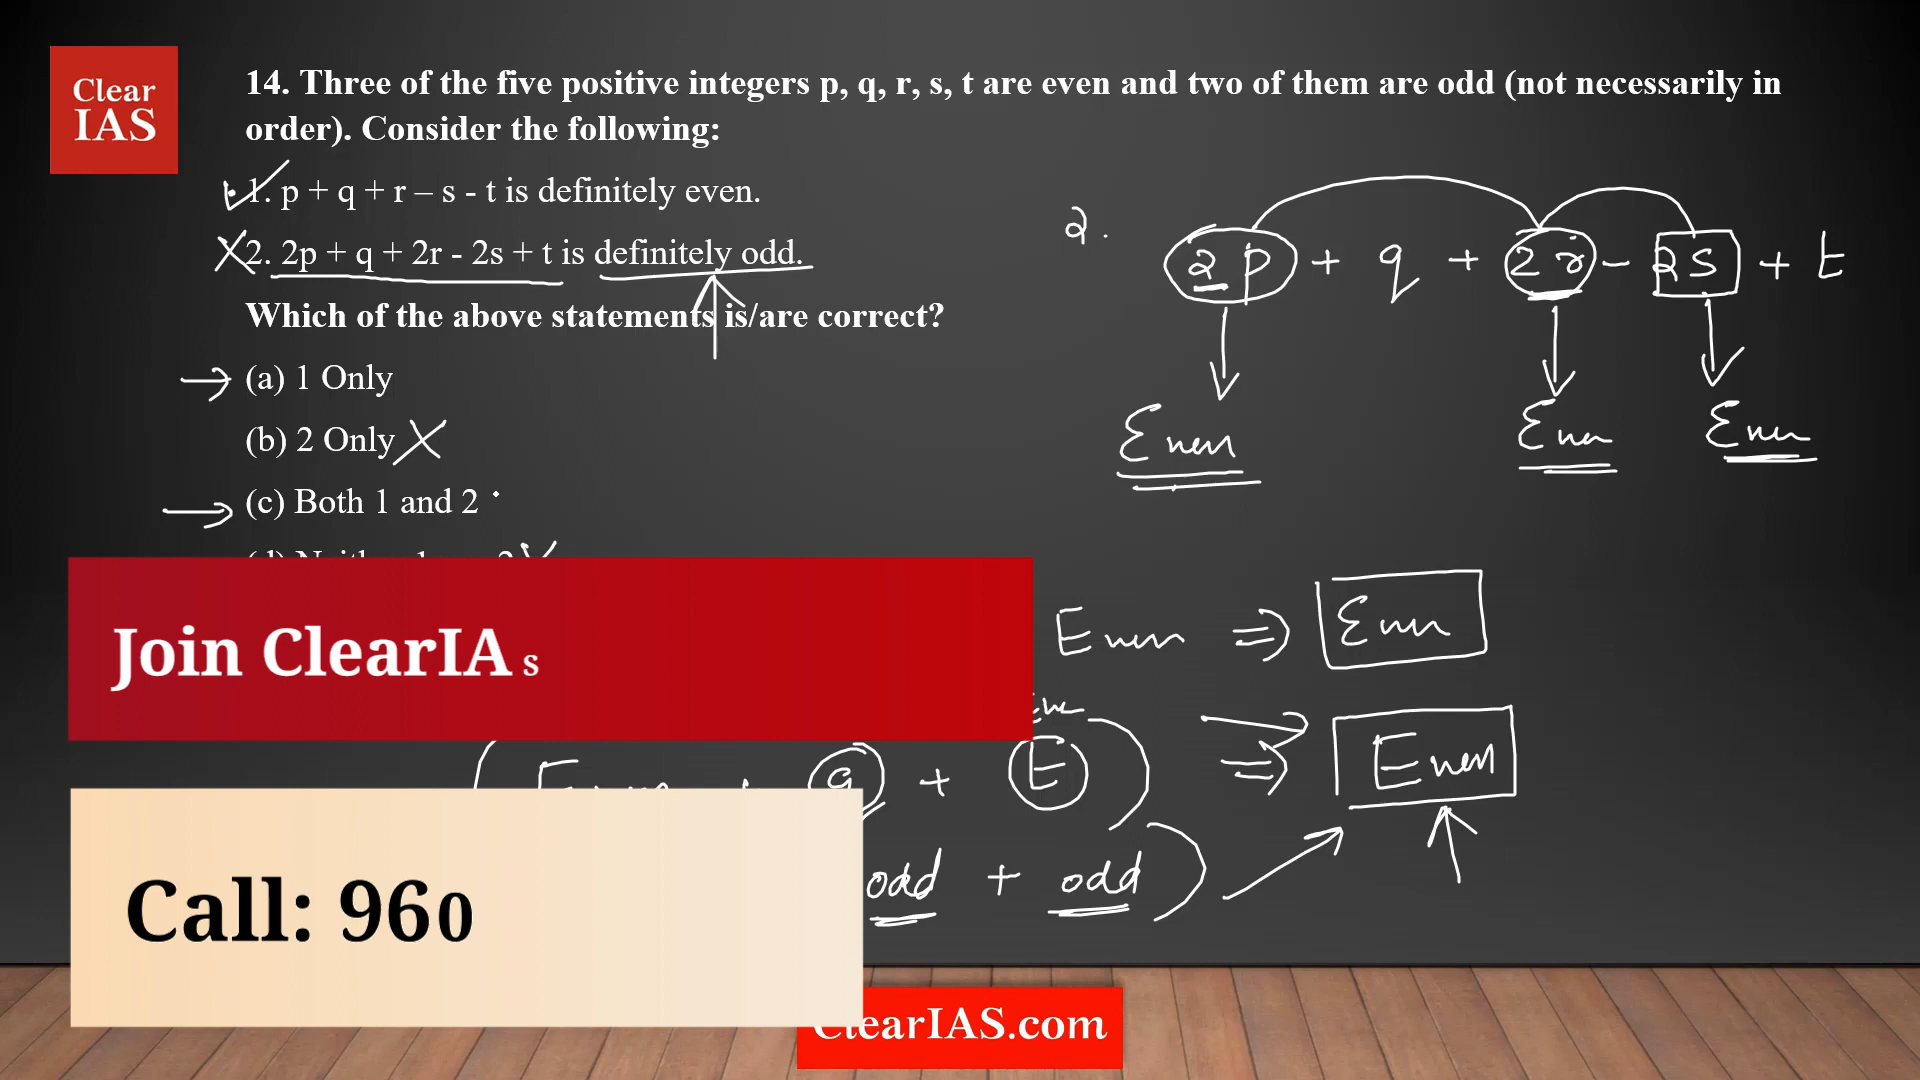 Clear
IAS
14. Three of the five positive integers p, q, r, s, t are even and two of them are odd (not necessarily in
order). Consider the following:
1. p + q + r – s - t is definitely even.
2. 2p + q + 2r - 2s + t is definitely odd.
Which of the above statements is/are correct?
(a) 1 Only
(b) 2 Only
(c) Both 1 and 2
2.
2p + q + 2r - 2s + t
Even Even Even
Even ⇒ Even
+ E ⇒ Even
odd + odd
Join ClearIAs
Call: 960
ClearIAS.com